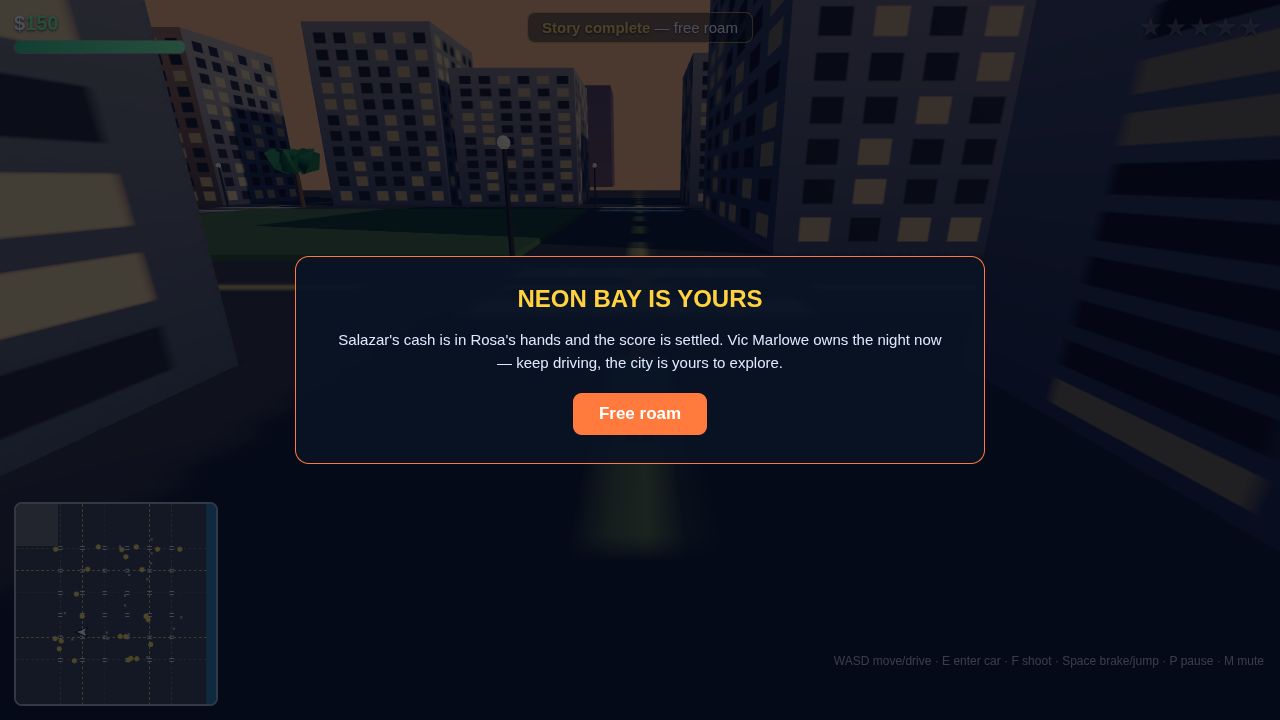 $150
Story complete — free roam
★★★★★
NEON BAY IS YOURS
Salazar's cash is in Rosa's hands and the score is settled. Vic Marlowe owns the night now
— keep driving, the city is yours to explore.
Free roam
WASD move/drive · E enter car · F shoot · Space brake/jump · P pause · M mute